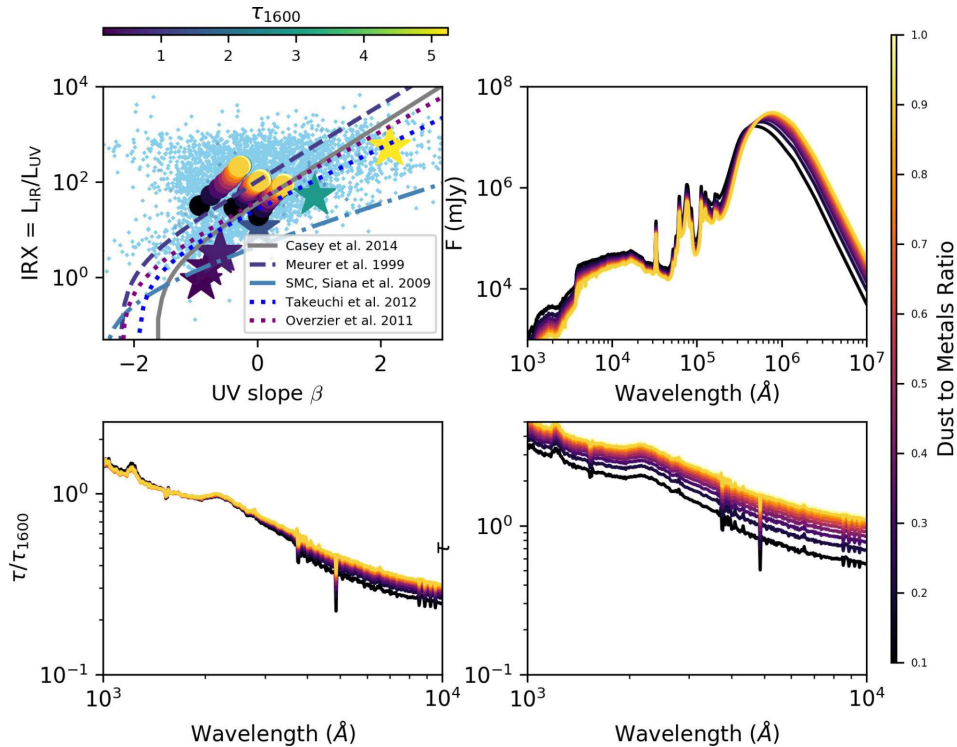 τ1600
1 2 3 4 5
10^4
10^2
10^0
IRX = L_IR/L_UV
Casey et al. 2014
Meurer et al. 1999
SMC, Siana et al. 2009
Takeuchi et al. 2012
Overzier et al. 2011
−2 0 2
UV slope β
10^8
10^6
10^4
F (mJy)
10^3 10^4 10^5 10^6 10^7
Wavelength (Å)
1.0
0.9
0.8
0.7
0.6
0.5
0.4
0.3
0.2
0.1
Dust to Metals Ratio
10^0
10^-1
τ/τ1600
10^3 10^4
Wavelength (Å)
10^0
10^-1
τ
10^3 10^4
Wavelength (Å)